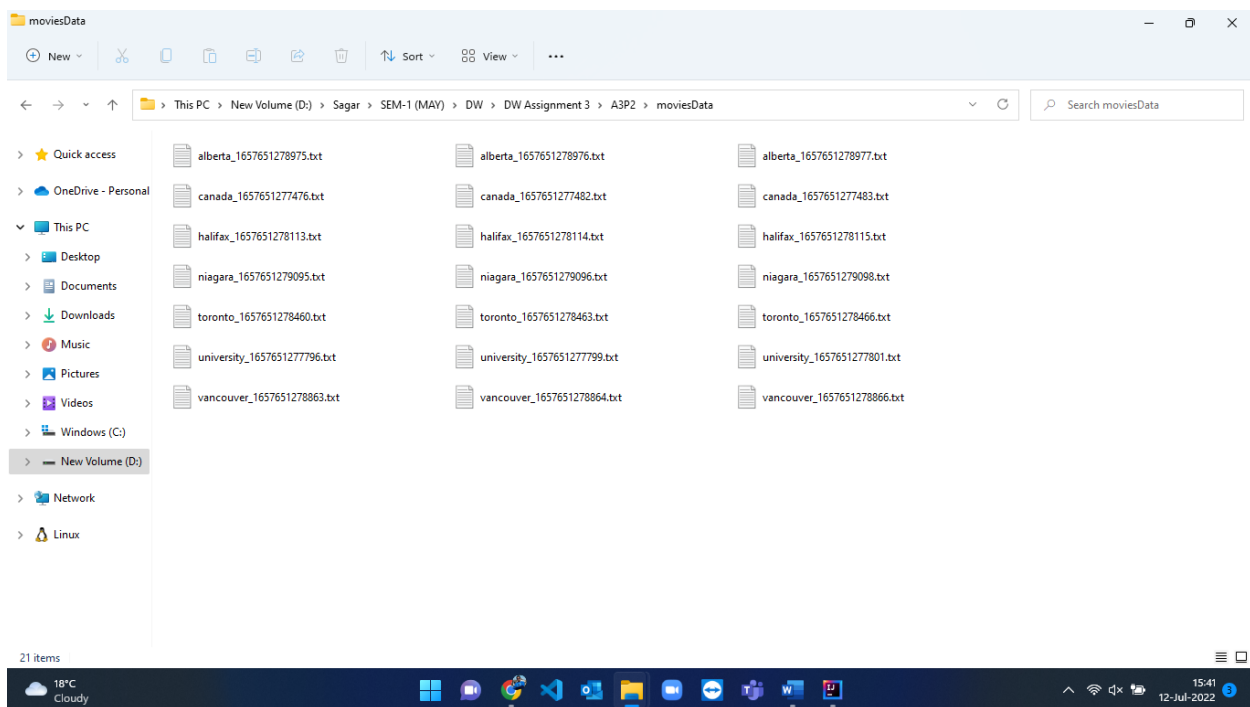 moviesData
New
Sort
View
This PC > New Volume (D:) > Sagar > SEM-1 (MAY) > DW > DW Assignment 3 > A3P2 > moviesData
Search moviesData
Quick access
OneDrive - Personal
This PC
Desktop
Documents
Downloads
Music
Pictures
Videos
Windows (C:)
New Volume (D:)
Network
Linux
alberta_1657651278975.txt alberta_1657651278976.txt alberta_1657651278977.txt
canada_1657651277476.txt canada_1657651277482.txt canada_1657651277483.txt
halifax_1657651278113.txt halifax_1657651278114.txt halifax_1657651278115.txt
niagara_1657651279095.txt niagara_1657651279096.txt niagara_1657651279098.txt
toronto_1657651278460.txt toronto_1657651278463.txt toronto_1657651278466.txt
university_1657651277796.txt university_1657651277799.txt university_1657651277801.txt
vancouver_1657651278863.txt vancouver_1657651278864.txt vancouver_1657651278866.txt
21 items
18°C
Cloudy
15:41
12-Jul-2022
3